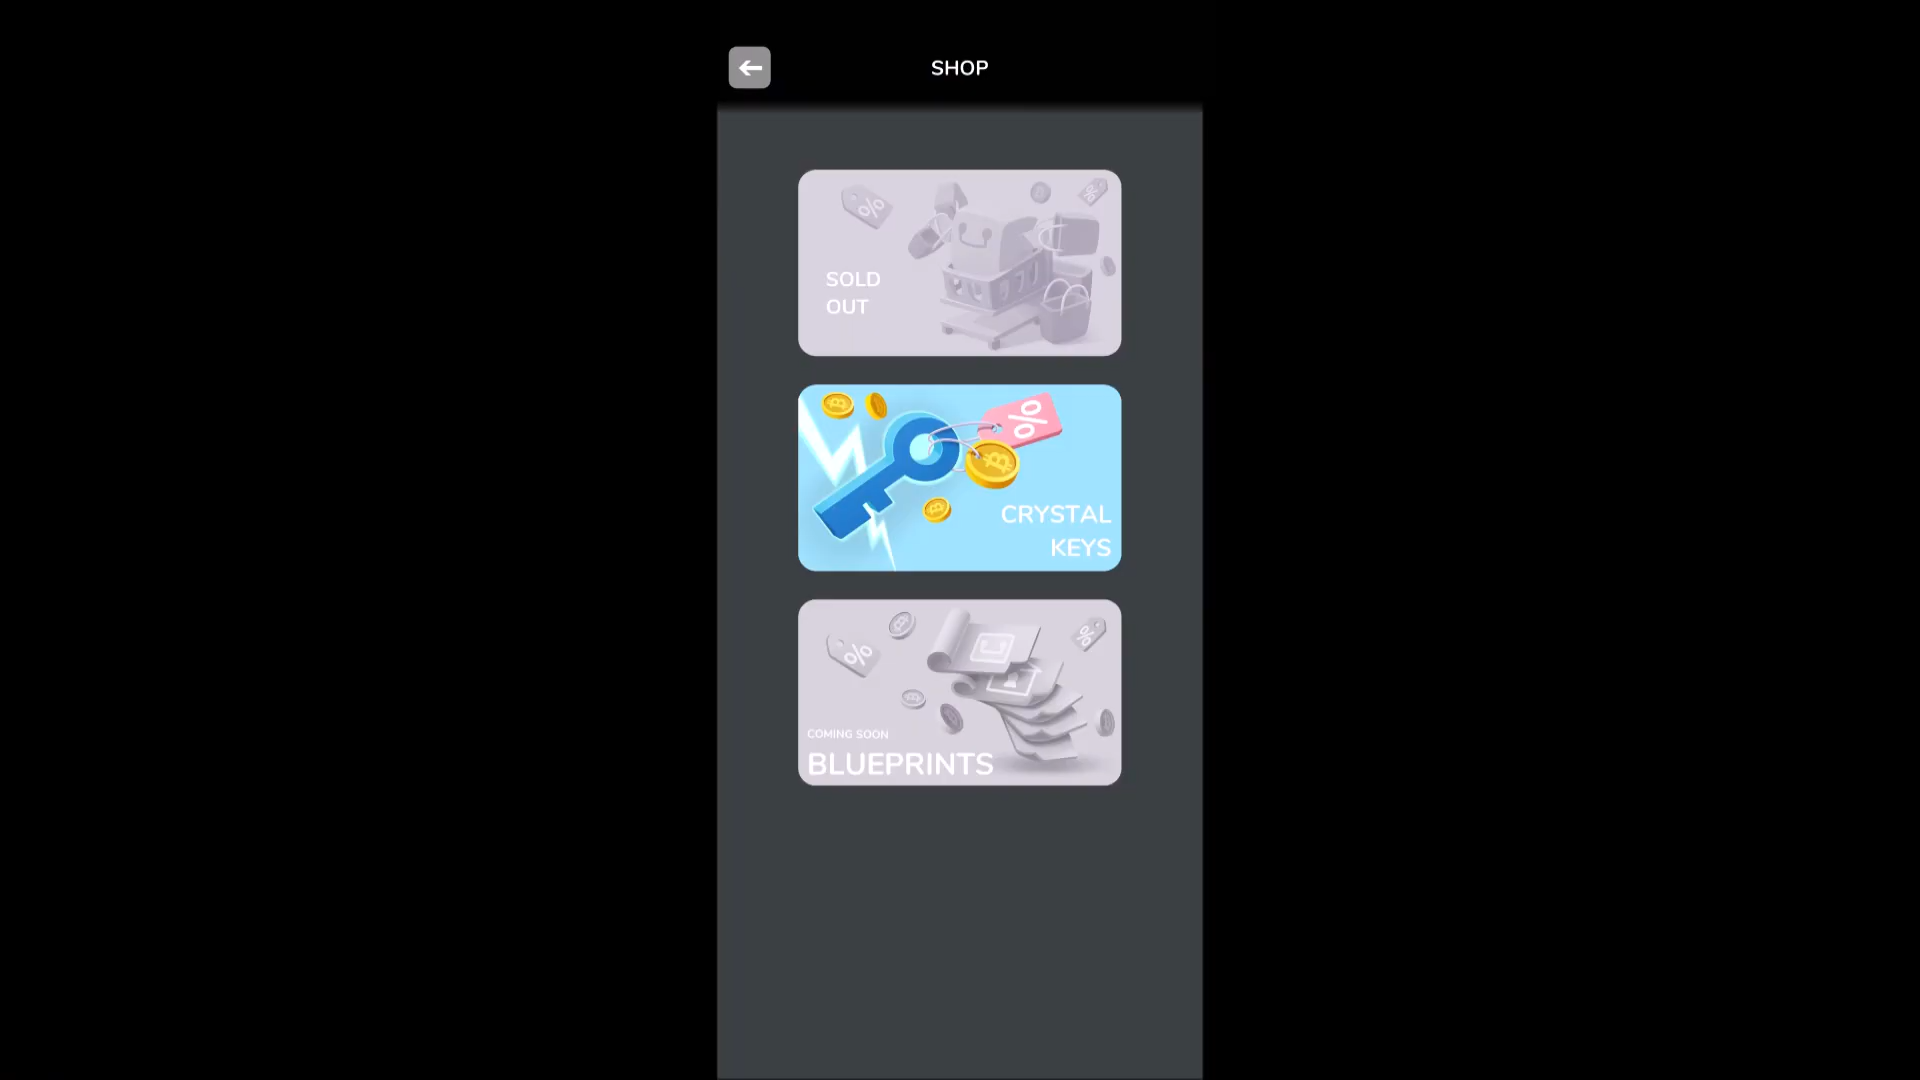 SHOP
%
%
SOLD
OUT
%
CRYSTAL
KEYS
%
%
COMING SOON
BLUEPRINTS